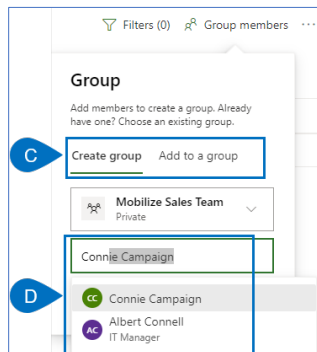 Filters (0) Group members ...
Group
Add members to create a group. Already
have one? Choose an existing group.
C
Create group Add to a group
Mobilize Sales Team
Private
Connie Campaign
D
CC Connie Campaign
AC Albert Connell
IT Manager